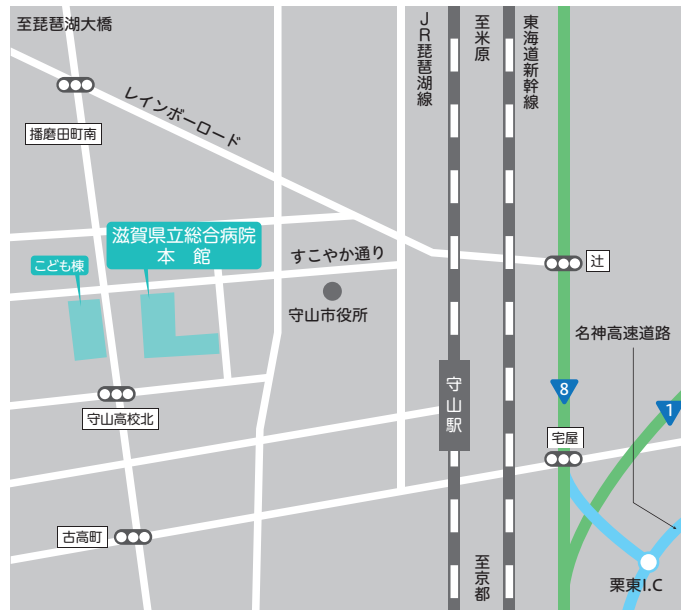 至琵琶湖大橋
JR琵琶湖線
至米原
東海道新幹線
レインボーロード
播磨田町南
滋賀県立総合病院
本 館
こども棟
すこやか通り
辻
守山市役所
名神高速道路
守山駅
8
1
守山高校北
宅屋
古高町
至京都
栗東I.C